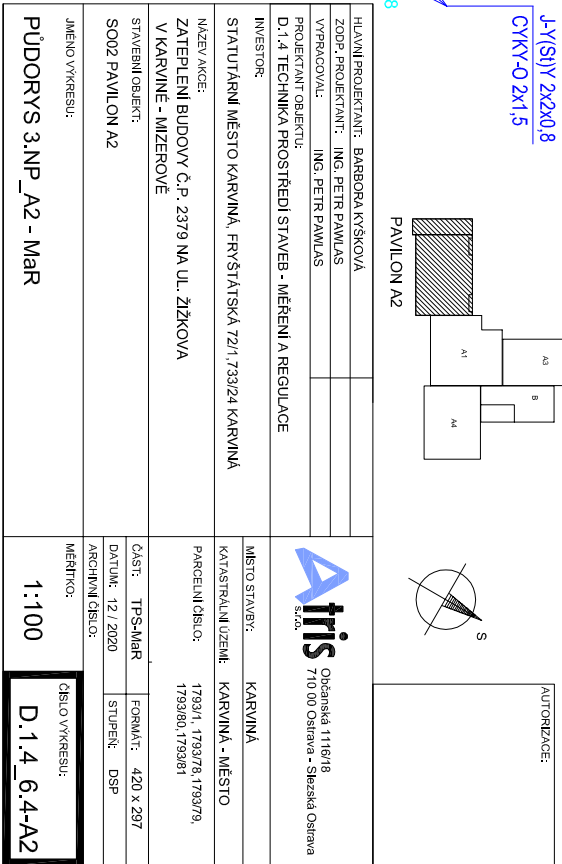 J-Y(St)Y 2x2x0,8
CYKY-O 2x1,5
8
PAVILON A2
A1
A3
B
A4
S
AUTORIZACE:
HLAVNÍ PROJEKTANT: BARBORA KYŠKOVÁ
ZODP. PROJEKTANT: ING. PETR PAWLAS
VYPRACOVAL: ING. PETR PAWLAS
PROJEKTANT OBJEKTU:
D.1.4 TECHNIKA PROSTŘEDÍ STAVEB - MĚŘENÍ A REGULACE
Atris s.r.o.
Občanská 1116/18
710 00 Ostrava - Slezská Ostrava
INVESTOR:
STATUTÁRNÍ MĚSTO KARVINÁ, FRYŠTÁTSKÁ 72/1,733/24 KARVINÁ
MÍSTO STAVBY: KARVINÁ
KATASTRÁLNÍ ÚZEMÍ: KARVINÁ - MĚSTO
NÁZEV AKCE:
ZATEPLENÍ BUDOVY Č.P. 2379 NA UL. ŽIŽKOVA
V KARVINÉ - MIZEROVĚ
PARCELNÍ ČÍSLO: 1793/1, 1793/78,1793/79,
1793/80,1793/81
STAVEBNÍ OBJEKT:
SO02 PAVILON A2
ČÁST: TPS-MaR
FORMÁT: 420 x 297
DATUM: 12 / 2020
STUPEŇ: DSP
ARCHIVNÍ ČÍSLO:
JMÉNO VÝKRESU:
PŮDORYS 3.NP_A2 - MaR
MĚŘÍTKO:
1:100
ČÍSLO VÝKRESU:
D.1.4_6.4-A2